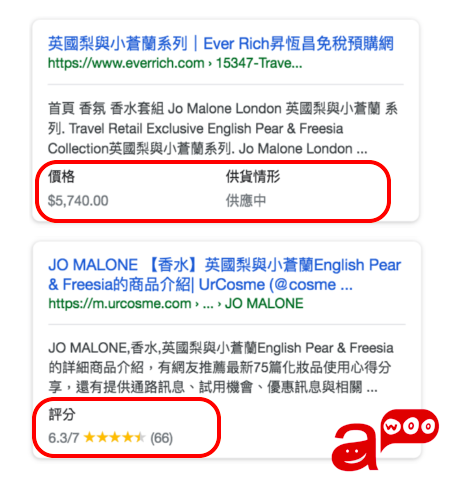 英國梨與小蒼蘭系列｜Ever Rich昇恆昌免稅預購網
https://www.everrich.com › 15347-Trave...
首頁 香氛 香水套組 Jo Malone London 英國梨與小蒼蘭 系
列. Travel Retail Exclusive English Pear & Freesia
Collection英國梨與小蒼蘭系列. Jo Malone London ...
價格 供貨情形
$5,740.00 供應中
JO MALONE 【香水】英國梨與小蒼蘭English Pear
& Freesia的商品介紹| UrCosme (@cosme ...
https://m.urcosme.com › ... › JO MALONE
JO MALONE,香水,英國梨與小蒼蘭English Pear & Freesia
的詳細商品介紹，有網友推薦最新75篇化妝品使用心得分
享，還有提供通路訊息、試用機會、優惠訊息與相關 ...
評分
6.3/7 ★★★★★ (66)
awoo